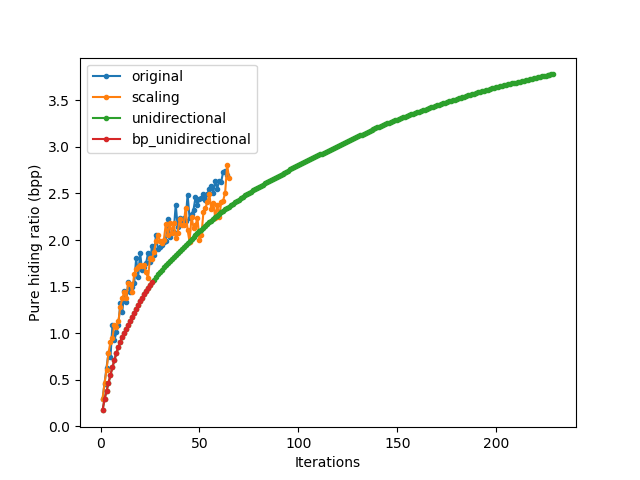 original
scaling
unidirectional
bp_unidirectional
3.5
3.0
2.5
2.0
1.5
1.0
0.5
0.0
Pure hiding ratio (bpp)
0 50 100 150 200
Iterations